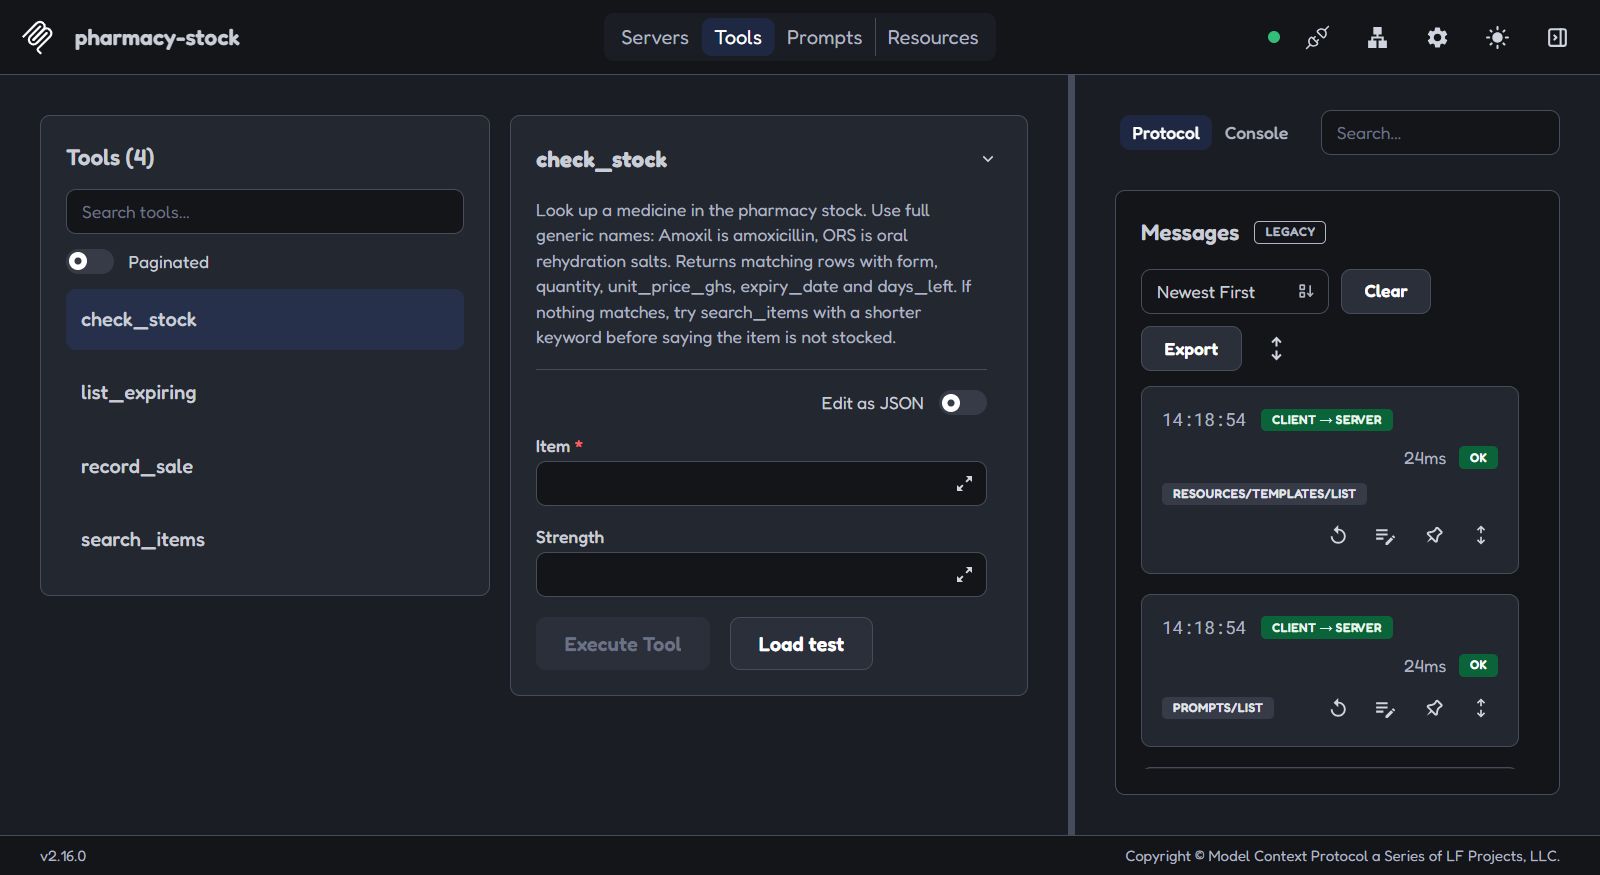 pharmacy-stock
Servers
Tools
Prompts
Resources
Tools (4)
Search tools...
Paginated
check_stock
list_expiring
record_sale
search_items
check_stock
Look up a medicine in the pharmacy stock. Use full
generic names: Amoxil is amoxicillin, ORS is oral
rehydration salts. Returns matching rows with form,
quantity, unit_price_ghs, expiry_date and days_left. If
nothing matches, try search_items with a shorter
keyword before saying the item is not stocked.
Edit as JSON
Item *
Strength
Execute Tool
Load test
Protocol
Console
Search...
Messages
LEGACY
Newest First
Clear
Export
14:18:54
CLIENT → SERVER
24ms
OK
RESOURCES/TEMPLATES/LIST
14:18:54
CLIENT → SERVER
24ms
OK
PROMPTS/LIST
v2.16.0
Copyright © Model Context Protocol a Series of LF Projects, LLC.